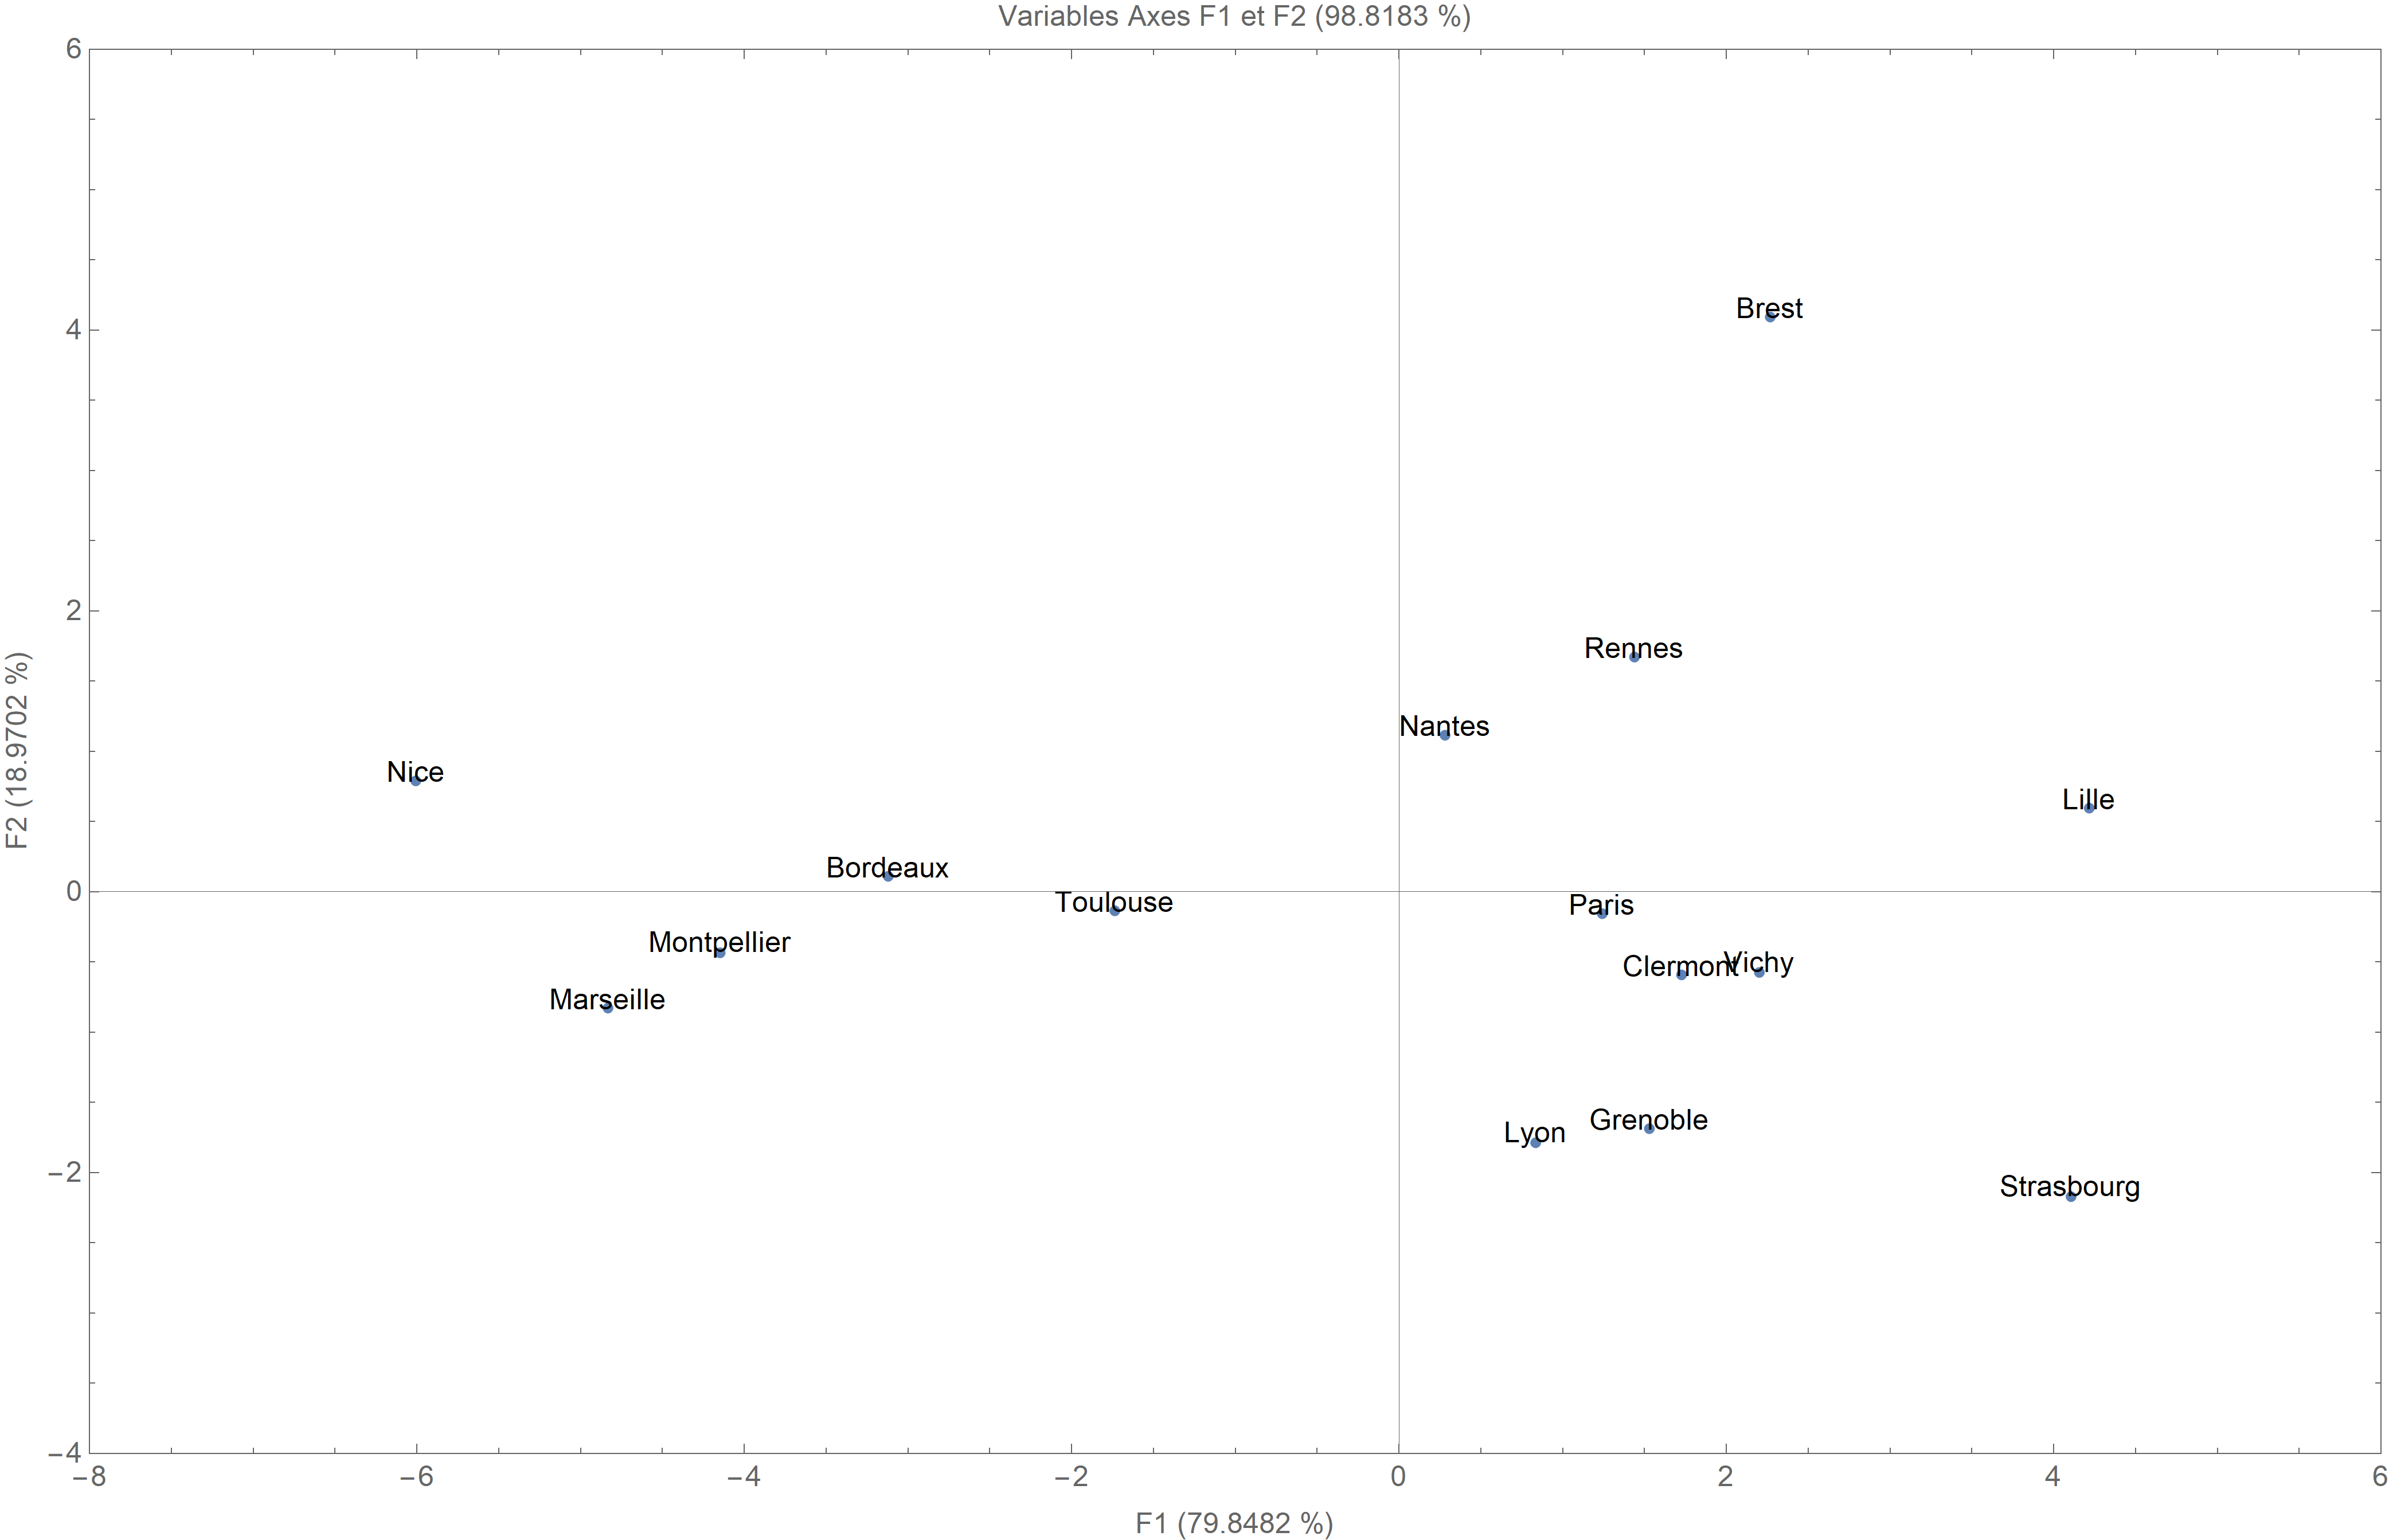 Variables Axes F1 et F2 (98.8183 %)
6
4
2
0
−2
−4
F2 (18.9702 %)
Brest
Rennes
Nantes
Nice
Lille
Bordeaux
Toulouse
Paris
Montpellier
Clermont
Vichy
Marseille
Lyon
Grenoble
Strasbourg
−8 −6 −4 −2 0 2 4 6
F1 (79.8482 %)